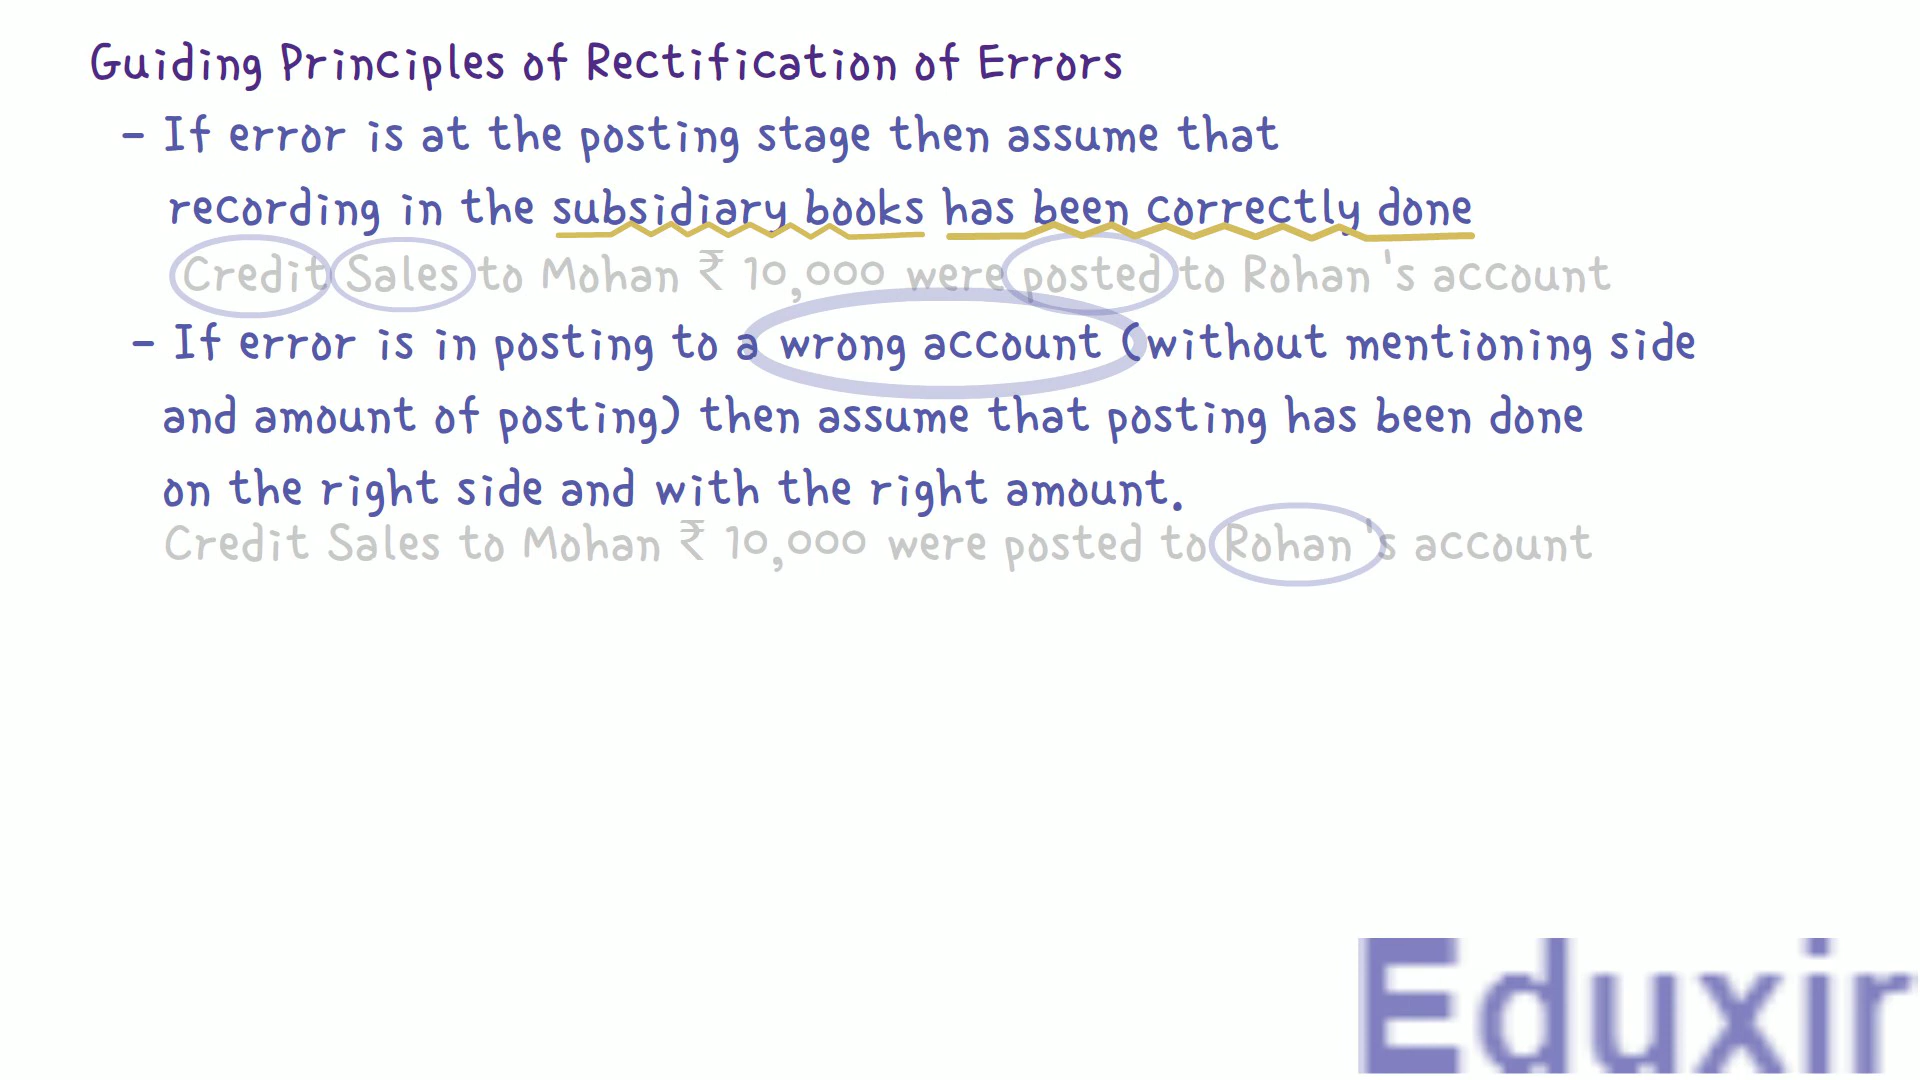 Guiding Principles of Rectification of Errors
- If error is at the posting stage then assume that
recording in the subsidiary books has been correctly done
Credit Sales to Mohan ₹ 10,000 were posted to Rohan's account
- If error is in posting to a wrong account (without mentioning side
and amount of posting) then assume that posting has been done
on the right side and with the right amount.
Credit Sales to Mohan ₹ 10,000 were posted to Rohan's account
Eduxir